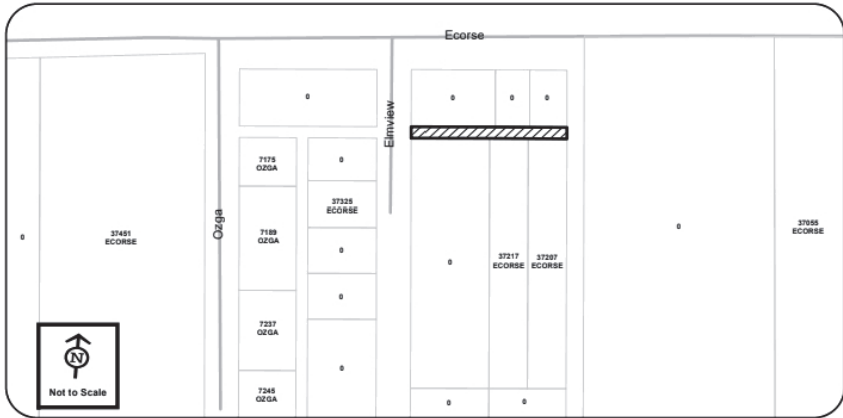 Ecorse
0
0
0
0
Elmview
7175
OZGA
0
37325
ECORSE
7189
OZGA
Ozga
0
37451
ECORSE
0
0
37217
ECORSE
37207
ECORSE
0
37055
ECORSE
0
7237
OZGA
0
7245
OZGA
0
0
N
Not to Scale